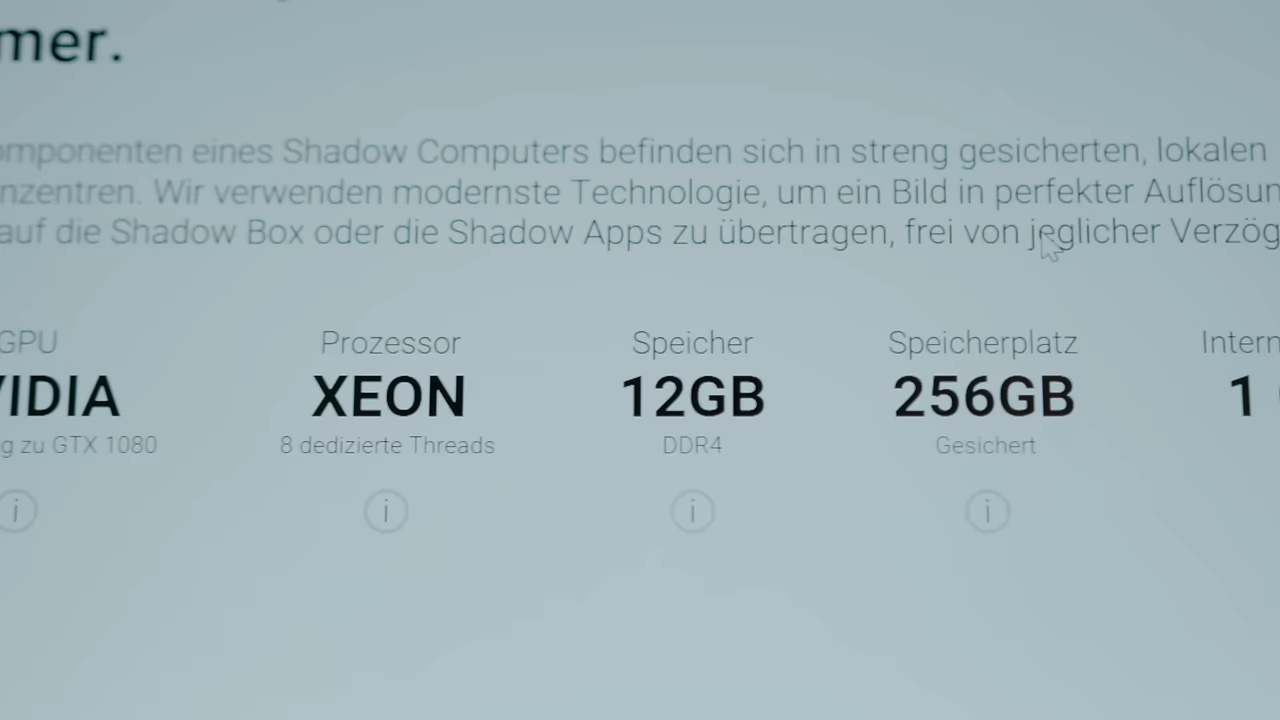 mer.
omponenten eines Shadow Computers befinden sich in streng gesicherten, lokalen
nzentren. Wir verwenden modernste Technologie, um ein Bild in perfekter Auflösun
auf die Shadow Box oder die Shadow Apps zu übertragen, frei von jeglicher Verzög
GPU Prozessor Speicher Speicherplatz Intern
VIDIA XEON 12GB 256GB 1
g zu GTX 1080 8 dedizierte Threads DDR4 Gesichert
i i i i